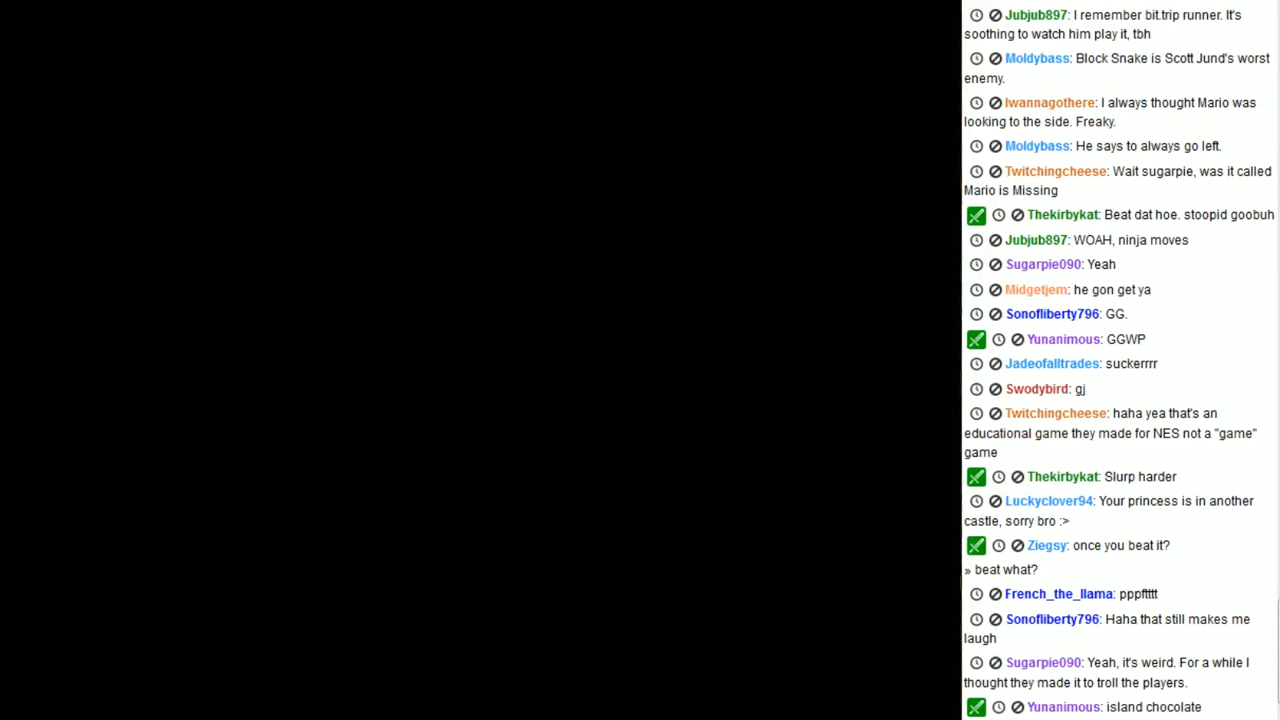 Jubjub897: I remember bit.trip runner. It's
soothing to watch him play it, tbh
Moldybass: Block Snake is Scott Jund's worst
enemy.
Iwannagothere: I always thought Mario was
looking to the side. Freaky.
Moldybass: He says to always go left.
Twitchingcheese: Wait sugarpie, was it called
Mario is Missing
Thekirbykat: Beat dat hoe. stoopid goobuh
Jubjub897: WOAH, ninja moves
Sugarpie090: Yeah
Midgetjem: he gon get ya
Sonofliberty796: GG.
Yunanimous: GGWP
Jadeofalltrades: suckerrrr
Swodybird: gj
Twitchingcheese: haha yea that's an
educational game they made for NES not a "game"
game
Thekirbykat: Slurp harder
Luckyclover94: Your princess is in another
castle, sorry bro :>
Ziegsy: once you beat it?
» beat what?
French_the_llama: pppftttt
Sonofliberty796: Haha that still makes me
laugh
Sugarpie090: Yeah, it's weird. For a while I
thought they made it to troll the players.
Yunanimous: island chocolate